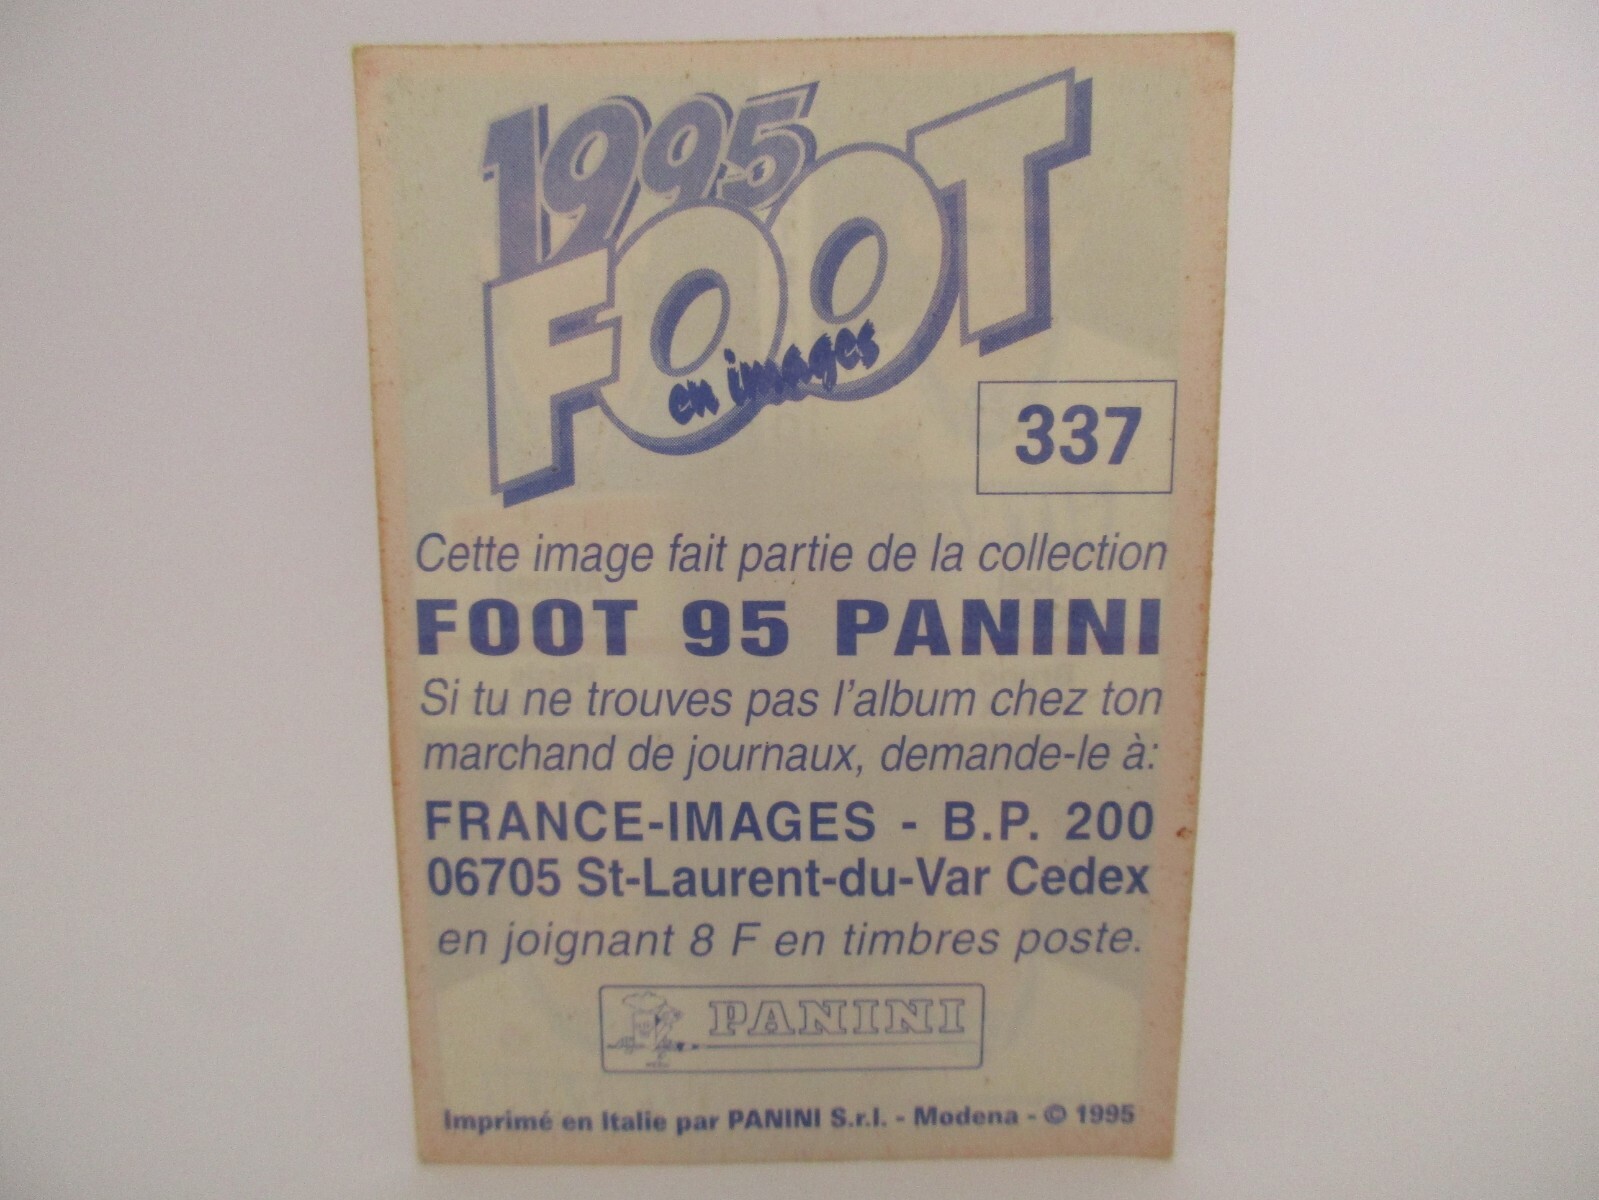 1995
FOOT
en images
337
Cette image fait partie de la collection
FOOT 95 PANINI
Si tu ne trouves pas l'album chez ton
marchand de journaux, demande-le à:
FRANCE-IMAGES - B.P. 200
06705 St-Laurent-du-Var Cedex
en joignant 8 F en timbres poste.
PANINI
Imprimé en Italie par PANINI S.r.l. - Modena - © 1995